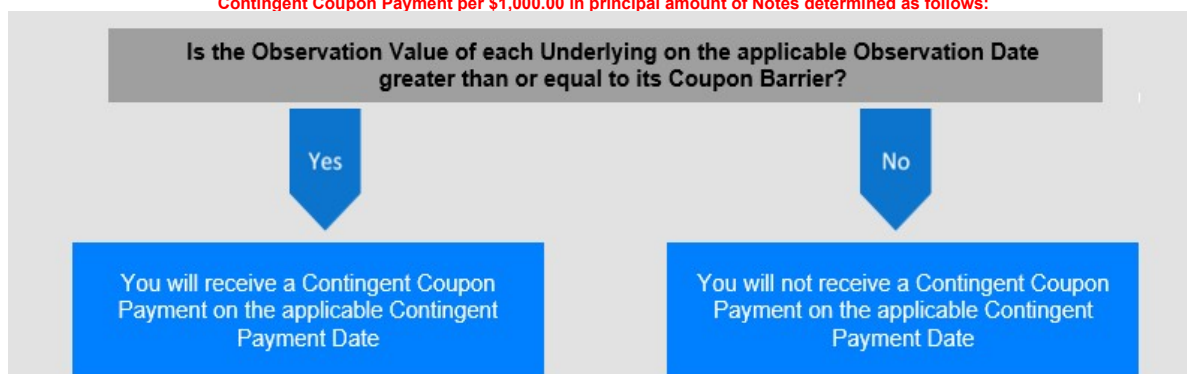 Contingent Coupon Payment per $1,000.00 in principal amount of Notes determined as follows:
Is the Observation Value of each Underlying on the applicable Observation Date
greater than or equal to its Coupon Barrier?
Yes
No
You will receive a Contingent Coupon
Payment on the applicable Contingent
Payment Date
You will not receive a Contingent Coupon
Payment on the applicable Contingent
Payment Date